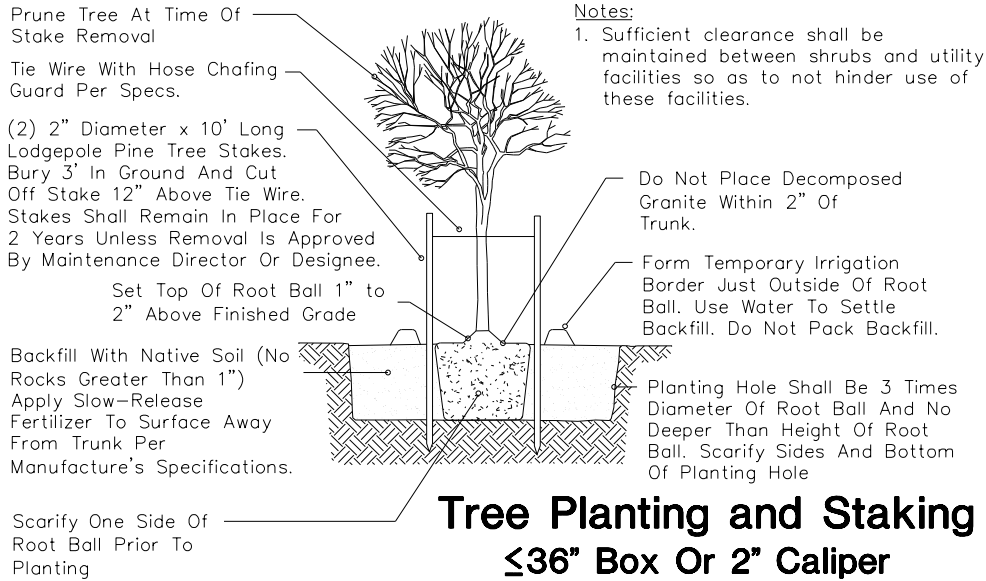 Prune Tree At Time Of
Stake Removal
Tie Wire With Hose Chafing
Guard Per Specs.
(2) 2” Diameter x 10’ Long
Lodgepole Pine Tree Stakes.
Bury 3’ In Ground And Cut
Off Stake 12” Above Tie Wire.
Stakes Shall Remain In Place For
2 Years Unless Removal Is Approved
By Maintenance Director Or Designee.
Set Top Of Root Ball 1” to
2” Above Finished Grade
Backfill With Native Soil (No
Rocks Greater Than 1”)
Apply Slow–Release
Fertilizer To Surface Away
From Trunk Per
Manufacture’s Specifications.
Scarify One Side Of
Root Ball Prior To
Planting
Notes:
1. Sufficient clearance shall be
maintained between shrubs and utility
facilities so as to not hinder use of
these facilities.
Do Not Place Decomposed
Granite Within 2” Of
Trunk.
Form Temporary Irrigation
Border Just Outside Of Root
Ball. Use Water To Settle
Backfill. Do Not Pack Backfill.
Planting Hole Shall Be 3 Times
Diameter Of Root Ball And No
Deeper Than Height Of Root
Ball. Scarify Sides And Bottom
Of Planting Hole
Tree Planting and Staking
≤36” Box Or 2” Caliper